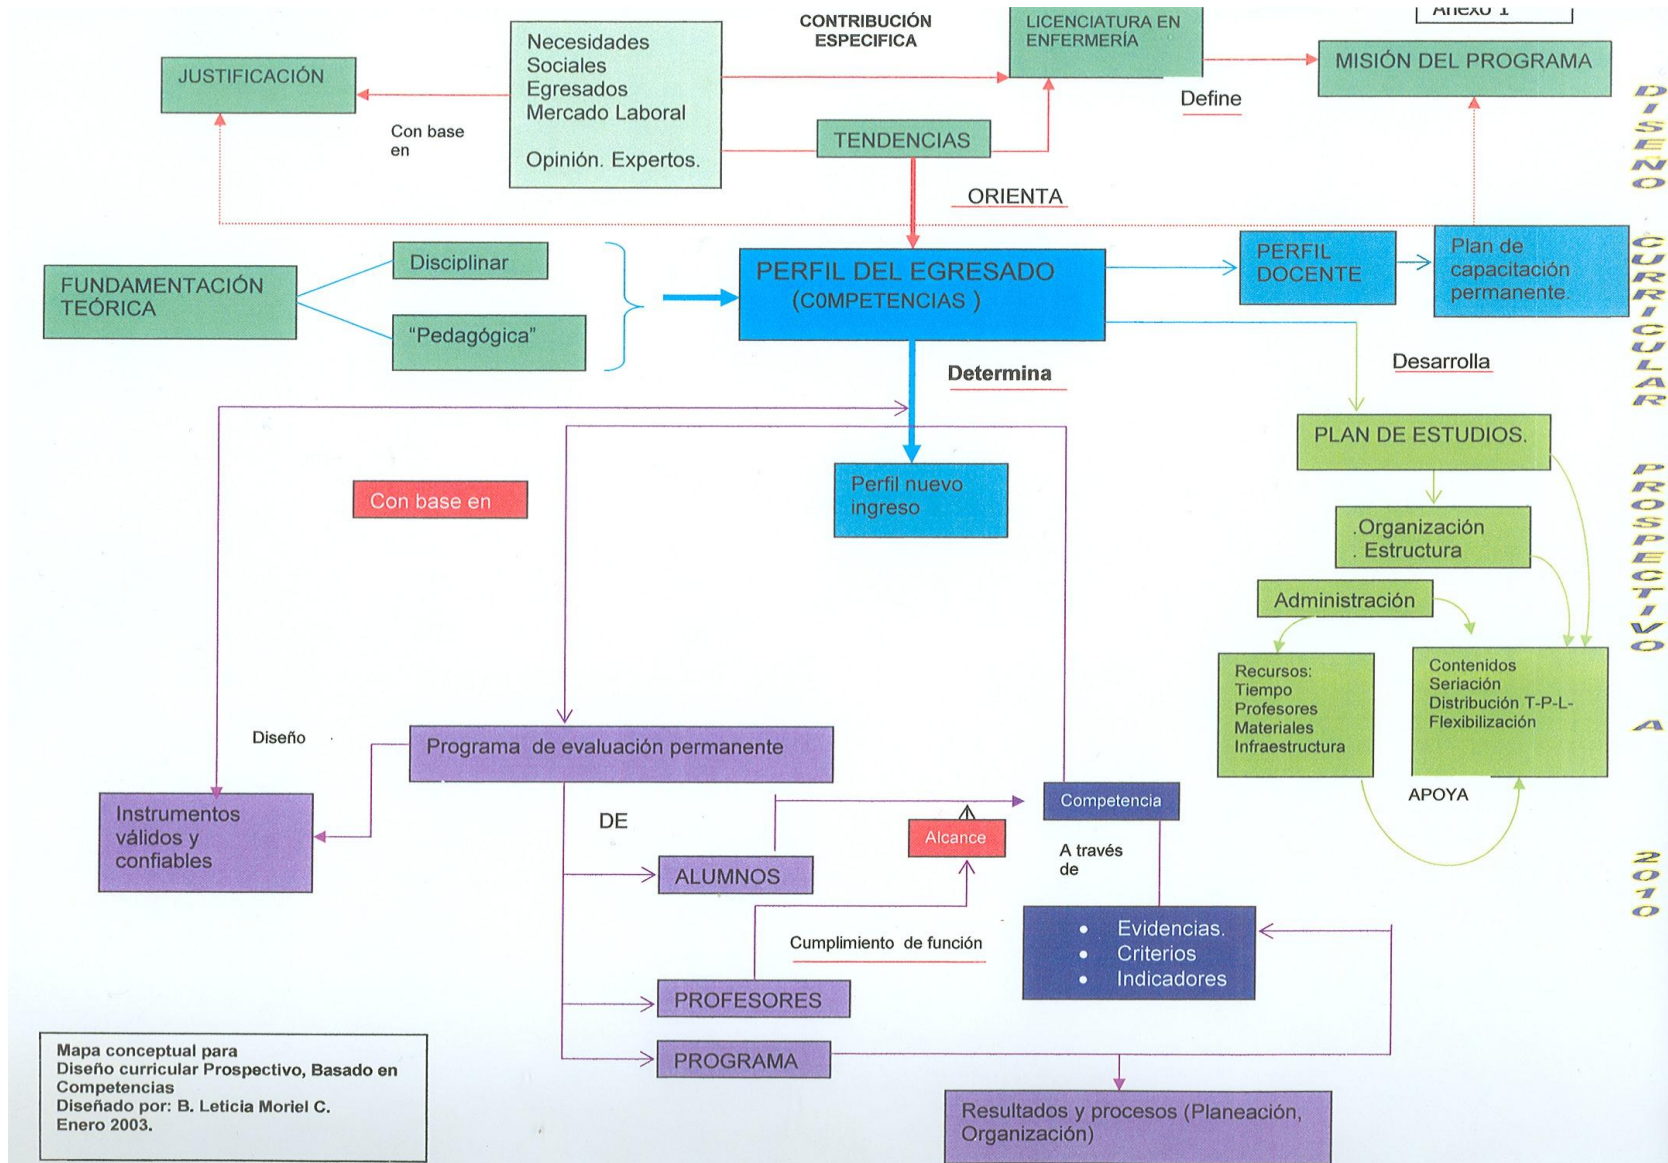 CONTRIBUCIÓN
ESPECIFICA
LICENCIATURA EN
ENFERMERÍA
Anexo 1
JUSTIFICACIÓN
Necesidades
Sociales
Egresados
Mercado Laboral
Opinión. Expertos.
MISIÓN DEL PROGRAMA
Define
Con base
en
TENDENCIAS
ORIENTA
FUNDAMENTACIÓN
TEÓRICA
Disciplinar
“Pedagógica”
PERFIL DEL EGRESADO
(C0MPETENCIAS )
PERFIL
DOCENTE
Plan de
capacitación
permanente.
Determina
Desarrolla
PLAN DE ESTUDIOS.
Con base en
Perfil nuevo
ingreso
.Organización
. Estructura
Administración
Recursos:
Tiempo
Profesores
Materiales
Infraestructura
Contenidos
Seriación
Distribución T-P-L-
Flexibilización
APOYA
Diseño
Programa de evaluación permanente
Instrumentos
válidos y
confiables
DE
ALUMNOS
Alcance
Competencia
A través
de
Cumplimiento de función
• Evidencias.
• Criterios
• Indicadores
PROFESORES
PROGRAMA
Resultados y procesos (Planeación,
Organización)
Mapa conceptual para
Diseño curricular Prospectivo, Basado en
Competencias
Diseñado por: B. Leticia Moriel C.
Enero 2003.
DISEÑO CURRICULAR PROSPECTIVO A 2010